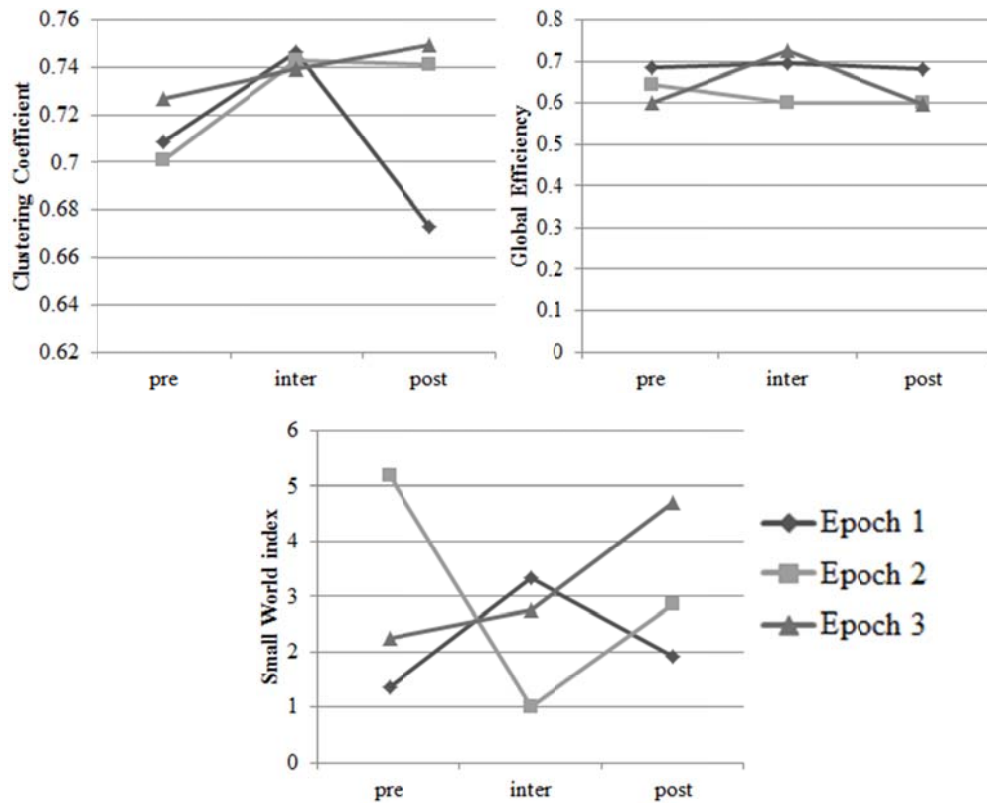 Clustering Coefficient
0.76
0.74
0.72
0.7
0.68
0.66
0.64
0.62
pre inter post
Global Efficiency
0.8
0.7
0.6
0.5
0.4
0.3
0.2
0.1
0
pre inter post
Small World index
6
5
4
3
2
1
0
pre inter post
Epoch 1
Epoch 2
Epoch 3